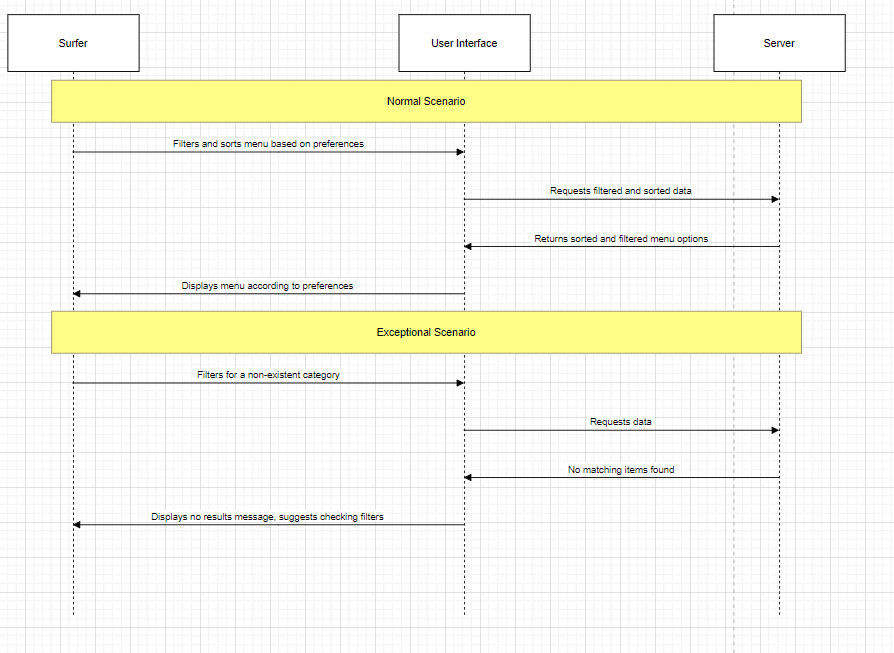 Surfer
User Interface
Server
Normal Scenario
Filters and sorts menu based on preferences
Requests filtered and sorted data
Returns sorted and filtered menu options
Displays menu according to preferences
Exceptional Scenario
Filters for a non-existent category
Requests data
No matching items found
Displays no results message, suggests checking filters